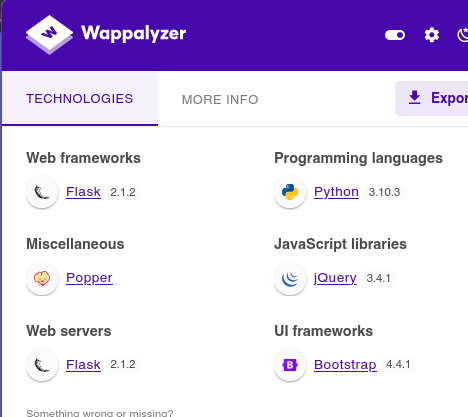 Wappalyzer
TECHNOLOGIES
MORE INFO
Expor
Web frameworks
Flask 2.1.2
Programming languages
Python 3.10.3
Miscellaneous
Popper
JavaScript libraries
jQuery 3.4.1
Web servers
Flask 2.1.2
UI frameworks
Bootstrap 4.4.1
Something wrong or missing?